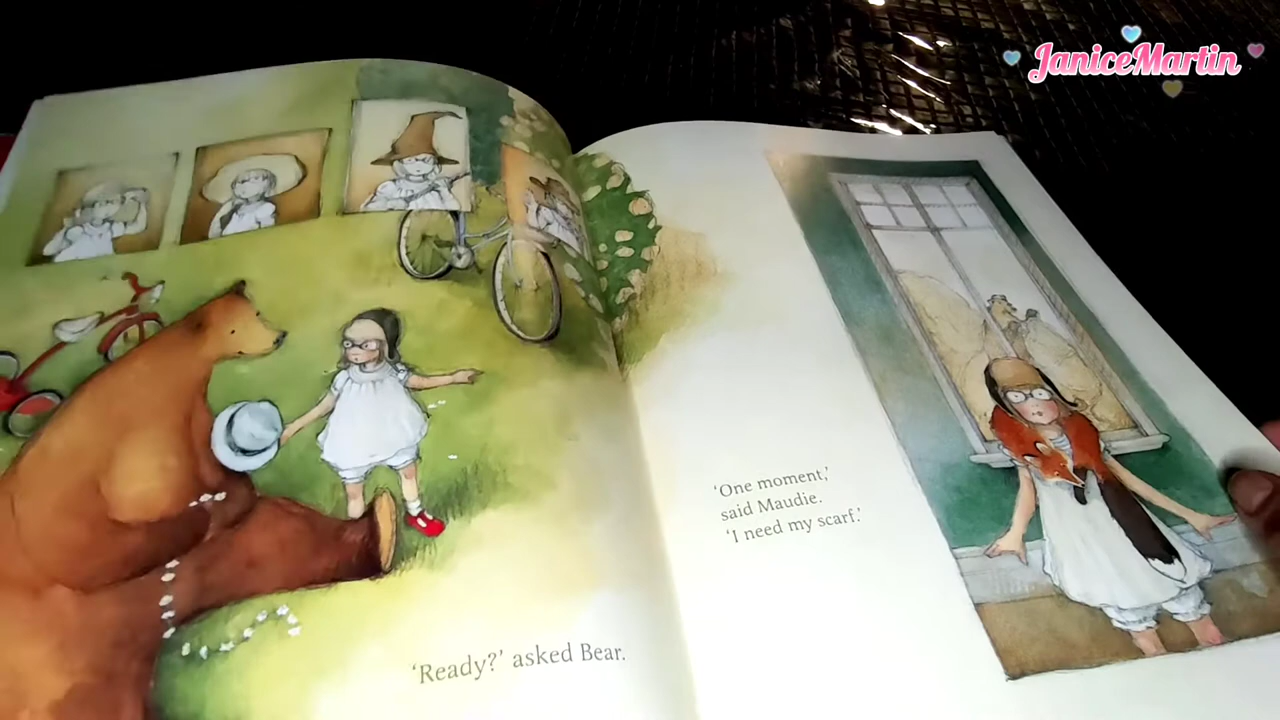 JaniceMartin
'Ready?' asked Bear.
'One moment,'
said Maudie.
'I need my scarf.'